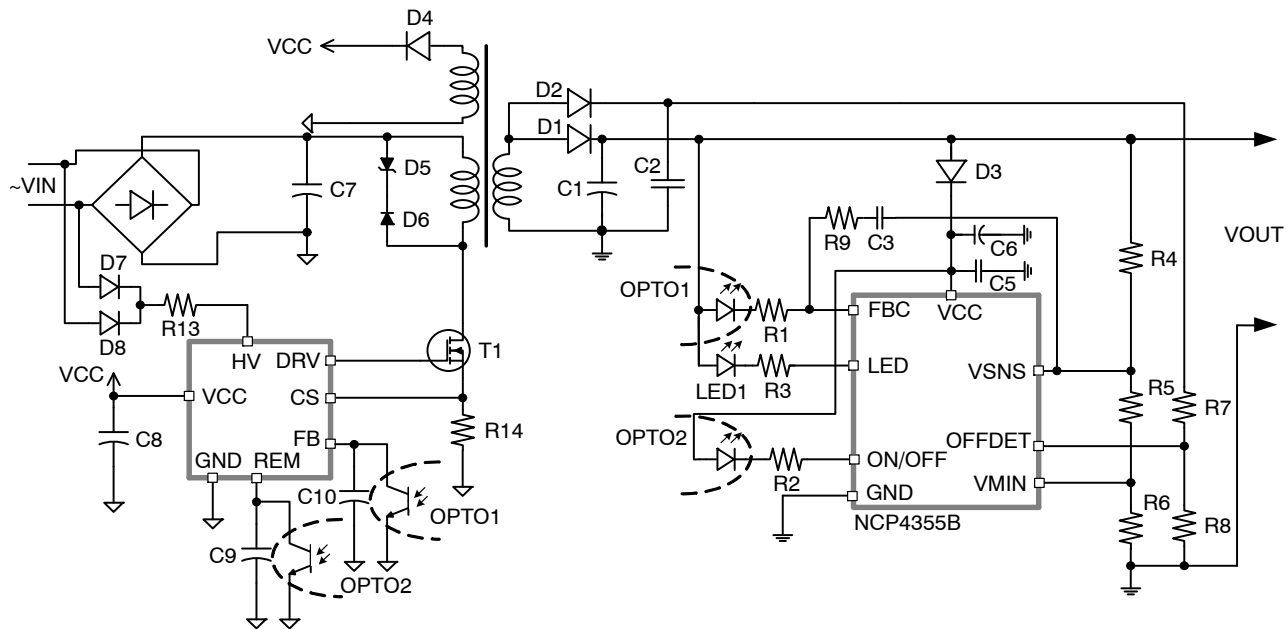 D4
VCC
D2
D1
D5
D6
C7
~VIN
C1
C2
D3
R9
C3
C6
C5
R4
VOUT
D7
D8
R13
OPTO1
R1
FBC
VCC
HV
DRV
T1
LED1
R3
LED
VSNS
VCC
VCC
CS
R5
R7
C8
FB
R14
OPTO2
R2
ON/OFF
OFFDET
GND
REM
C10
OPTO1
GND
VMIN
R6
R8
NCP4355B
C9
OPTO2